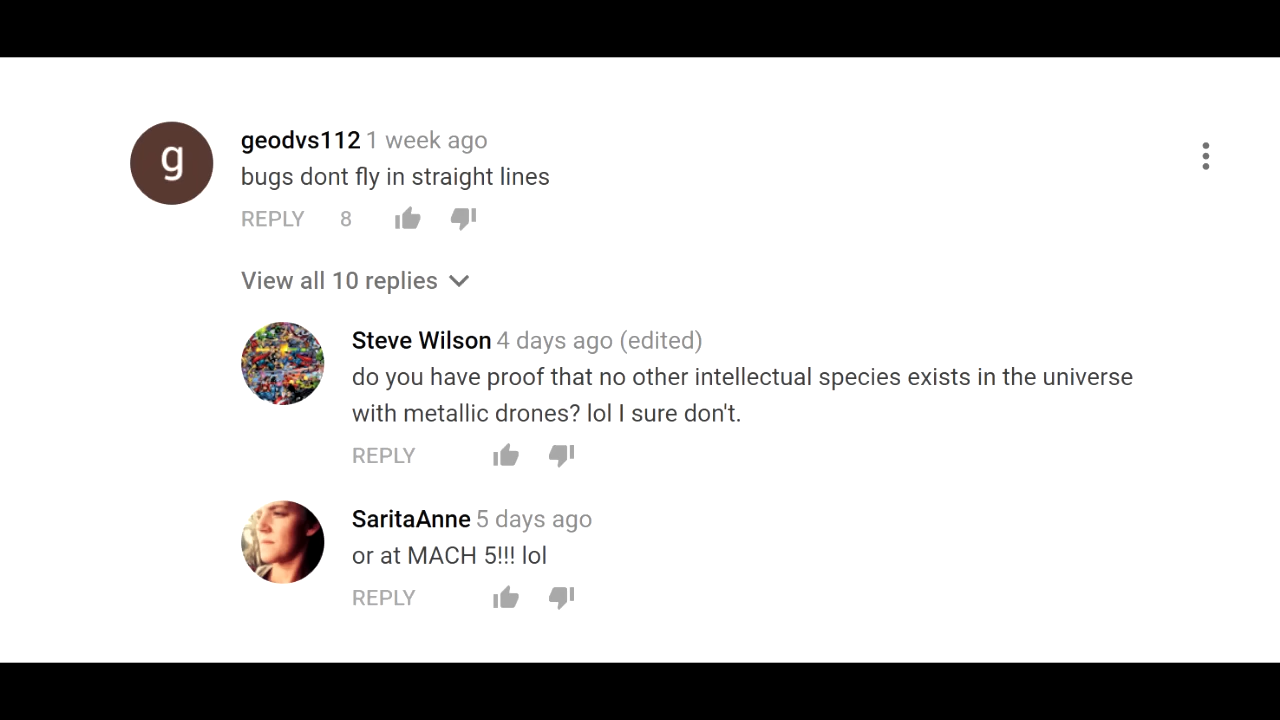 g
geodvs112 1 week ago
bugs dont fly in straight lines
REPLY 8
View all 10 replies
Steve Wilson 4 days ago (edited)
do you have proof that no other intellectual species exists in the universe
with metallic drones? lol I sure don't.
REPLY
SaritaAnne 5 days ago
or at MACH 5!!! lol
REPLY